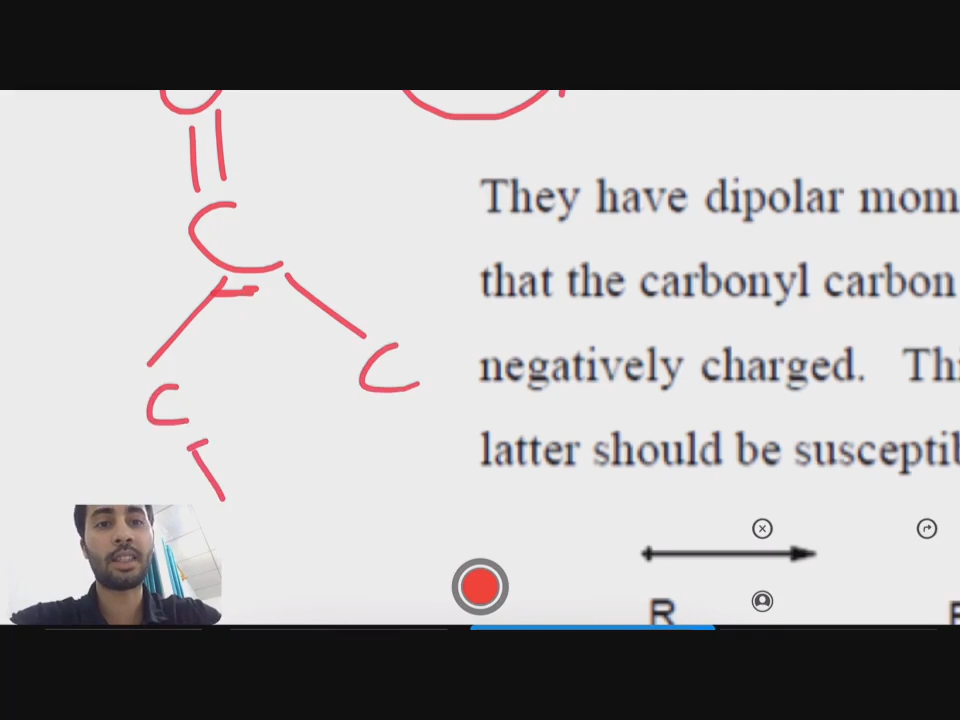 C
They have dipolar mom
that the carbonyl carbon
negatively charged. Thi
C
C
latter should be susceptib
R